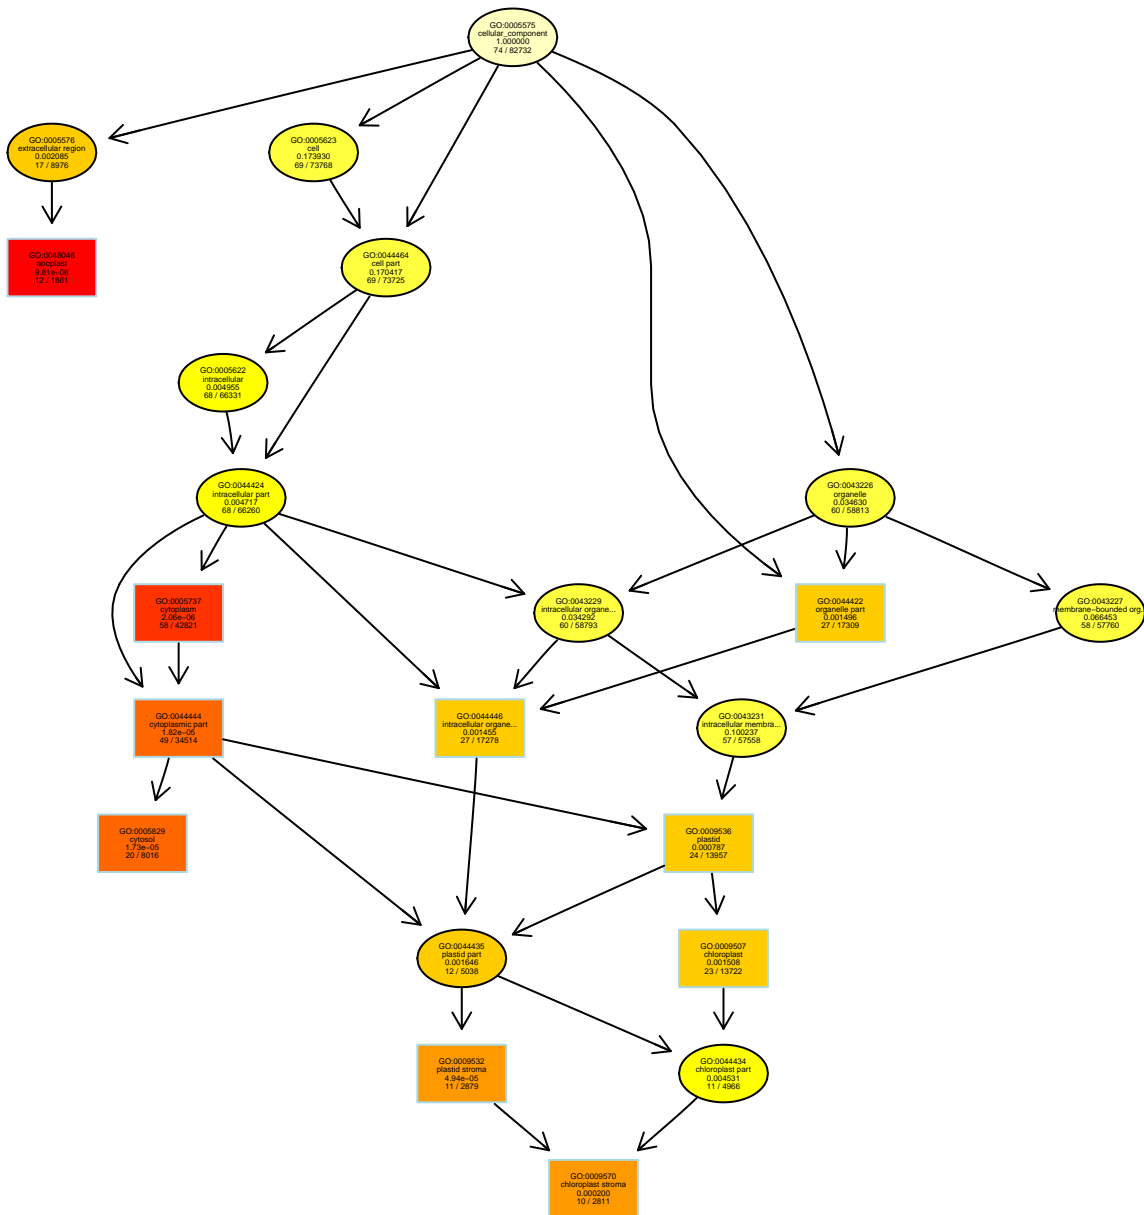 GO:0005575
cellular_component
1.000000
74 / 82732
GO:0005576
extracellular region
0.002085
17 / 8976
GO:0005623
cell
0.173930
69 / 73768
GO:0048046
apoplast
9.81e−08
12 / 1861
GO:0044464
cell part
0.170417
69 / 73725
GO:0005622
intracellular
0.004955
68 / 66331
GO:0044424
intracellular part
0.004717
68 / 66260
GO:0043226
organelle
0.034630
60 / 58813
GO:0005737
cytoplasm
2.06e−06
58 / 42821
GO:0043229
intracellular organe...
0.034292
60 / 58793
GO:0044422
organelle part
0.001496
27 / 17309
GO:0043227
membrane−bounded org...
0.066453
58 / 57760
GO:0044444
cytoplasmic part
1.82e−05
49 / 34514
GO:0044446
intracellular organe...
0.001455
27 / 17278
GO:0043231
intracellular membra...
0.100237
57 / 57558
GO:0005829
cytosol
1.73e−05
20 / 8016
GO:0009536
plastid
0.000787
24 / 13957
GO:0044435
plastid part
0.001646
12 / 5038
GO:0009507
chloroplast
0.001508
23 / 13722
GO:0009532
plastid stroma
4.94e−05
11 / 2879
GO:0044434
chloroplast part
0.004531
11 / 4966
GO:0009570
chloroplast stroma
0.000200
10 / 2811